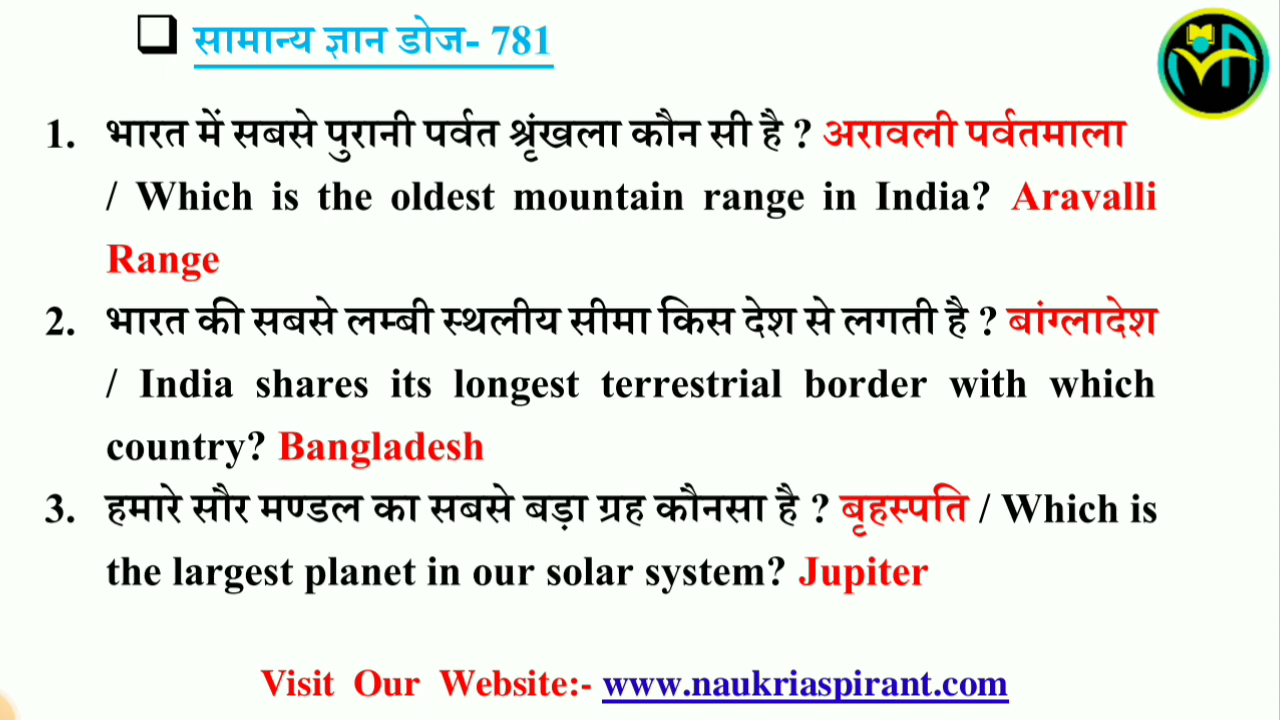 सामान्य ज्ञान डोज- 781
1. भारत में सबसे पुरानी पर्वत श्रृंखला कौन सी है ? अरावली पर्वतमाला
/ Which is the oldest mountain range in India? Aravalli
Range
2. भारत की सबसे लम्बी स्थलीय सीमा किस देश से लगती है ? बांग्लादेश
/ India shares its longest terrestrial border with which
country? Bangladesh
3. हमारे सौर मण्डल का सबसे बड़ा ग्रह कौनसा है ? बृहस्पति / Which is
the largest planet in our solar system? Jupiter
Visit Our Website:- www.naukriaspirant.com